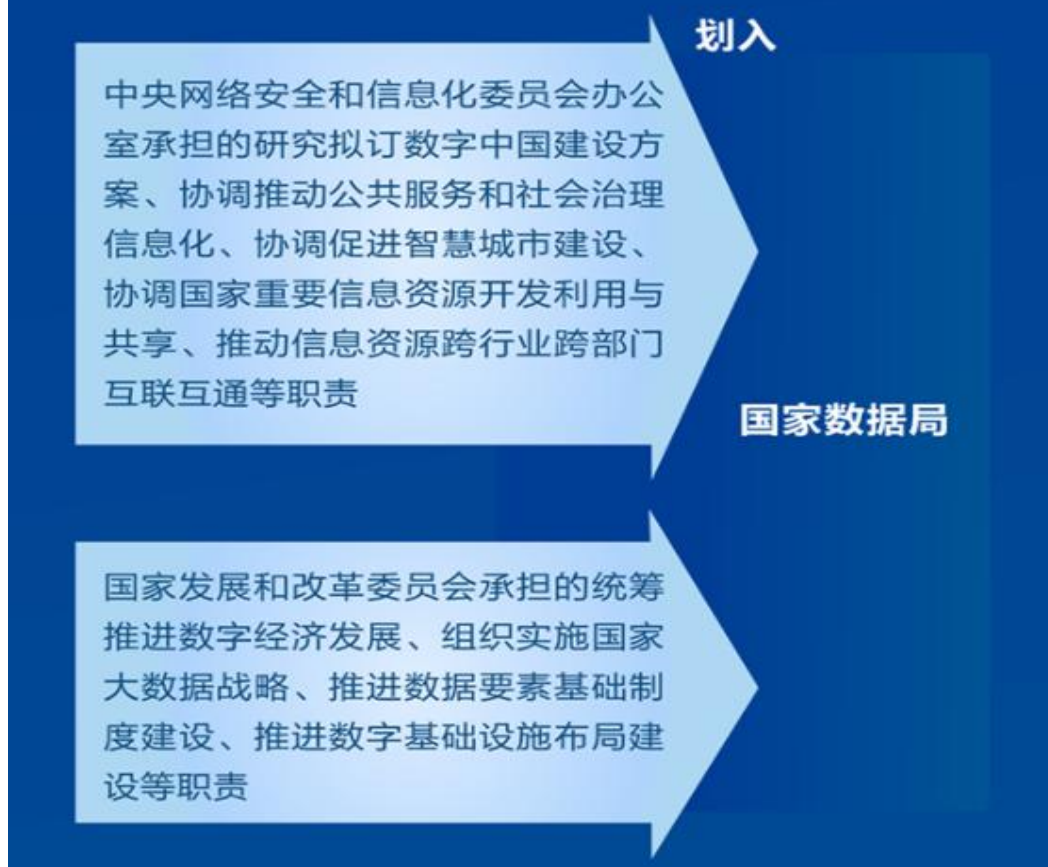 划入
中央网络安全和信息化委员会办公
室承担的研究拟订数字中国建设方
案、协调推动公共服务和社会治理
信息化、协调促进智慧城市建设、
协调国家重要信息资源开发利用与
共享、推动信息资源跨行业跨部门
互联互通等职责
国家数据局
国家发展和改革委员会承担的统筹
推进数字经济发展、组织实施国家
大数据战略、推进数据要素基础制
度建设、推进数字基础设施布局建
设等职责